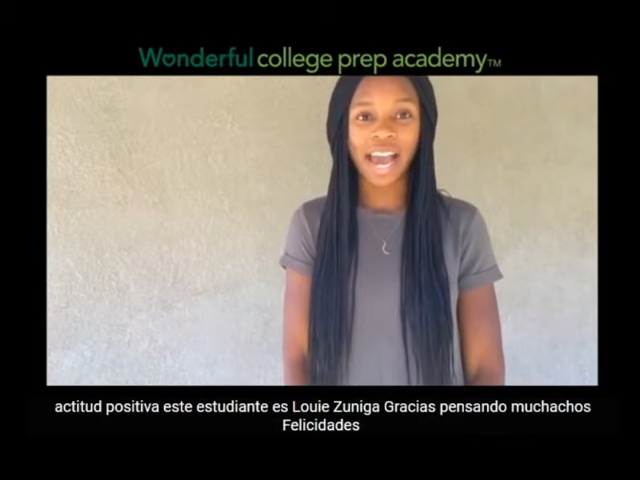 Wonderful college prep academy™
actitud positiva este estudiante es Louie Zuniga Gracias pensando muchachos
Felicidades